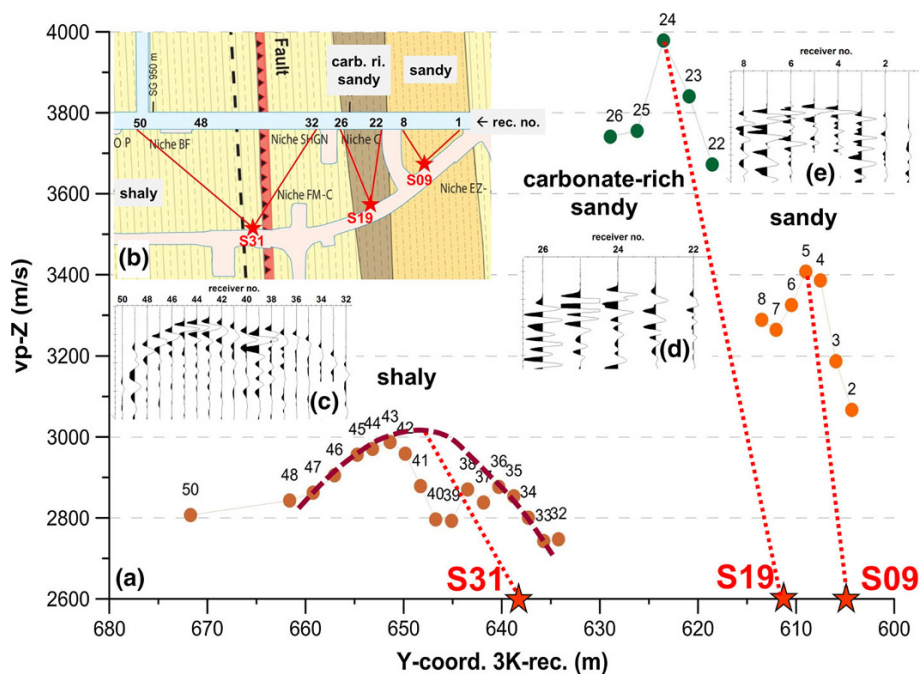 4000
3800
3600
3400
3200
3000
2800
2600
vp-Z (m/s)
680
670
660
650
640
630
620
610
600
Y-coord. 3K-rec. (m)
(a)
SG 950 m
Fault
carb. ri.
sandy
sandy
50
48
32
26
22
8
1
← rec. no.
O P
Niche BF
Niche SHGN
Niche C
Niche FM-C
Niche EZ-
shaly
S31
S19
S09
(b)
receiver no.
50 48 46 44 42 40 38 36 34 32
(c)
receiver no.
26 24 22
(d)
receiver no.
8 6 4 2 0
(e)
shaly
carbonate-rich
sandy
sandy
50
48
47
46
45
44
43
42
41
40
39
38
37
36
35
34
33
32
26
25
24
23
22
8
7
6
5
4
3
2
S31
S19
S09